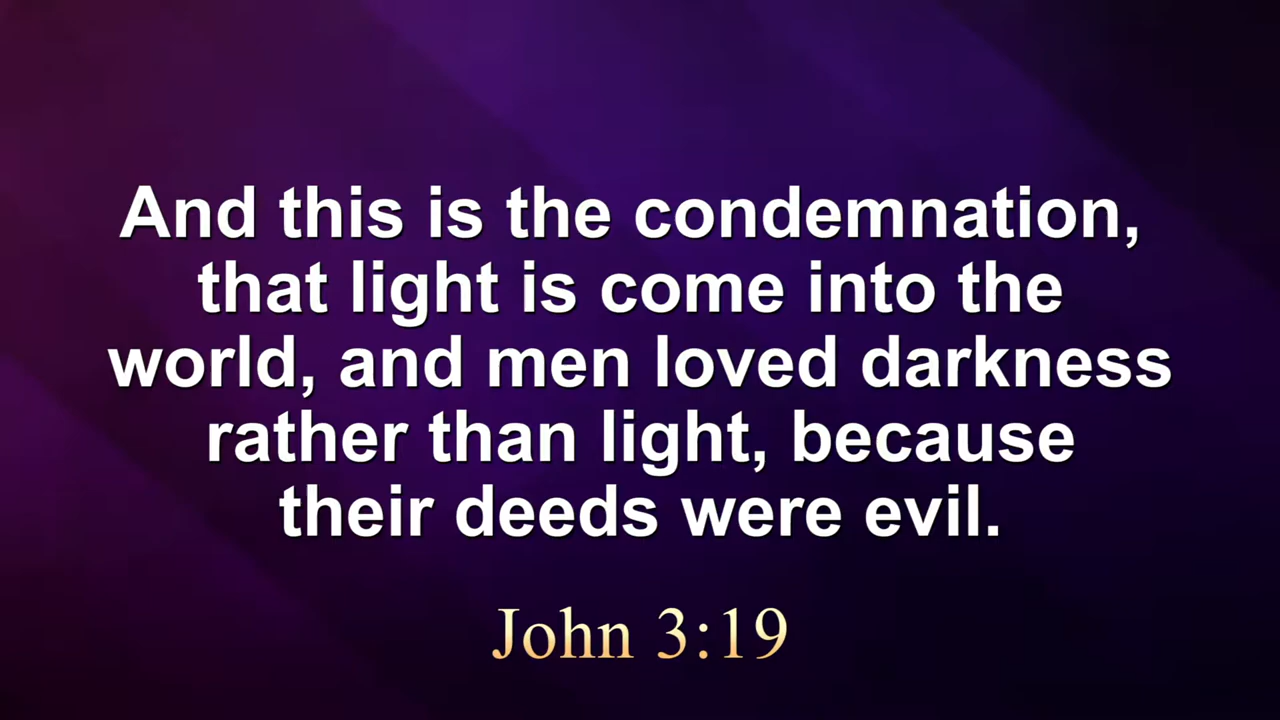 And this is the condemnation,
that light is come into the
world, and men loved darkness
rather than light, because
their deeds were evil.
John 3:19